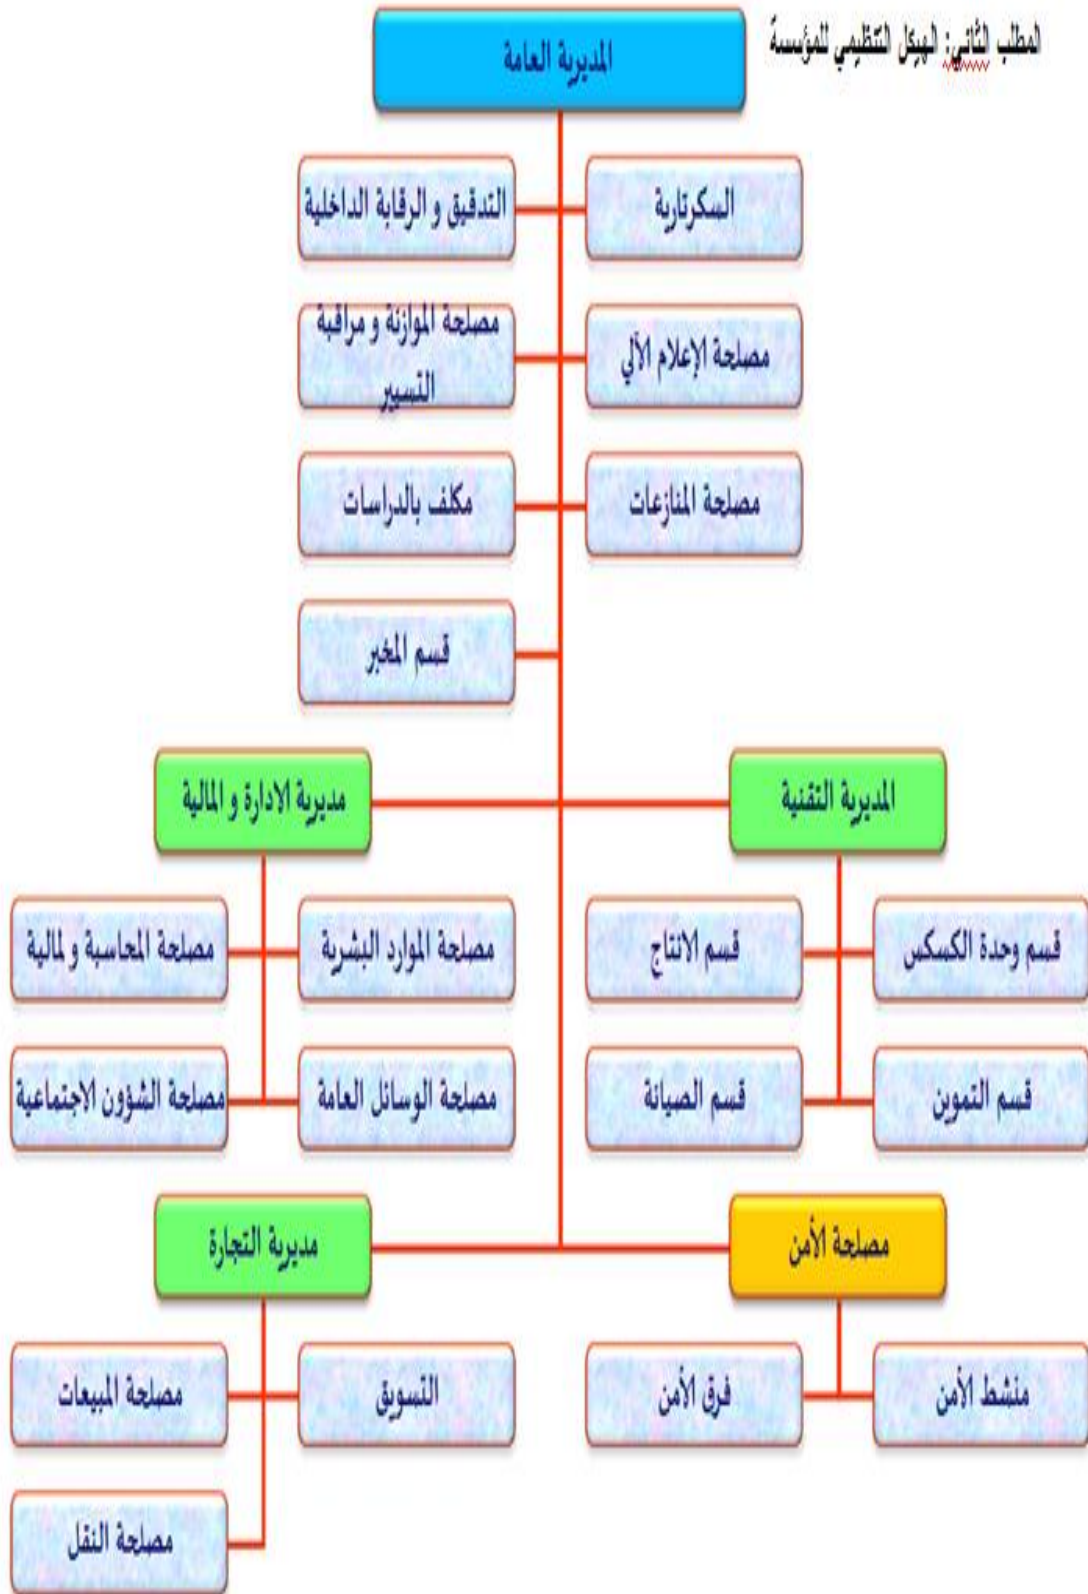 المطلب الثاني: الهيكل التنظيمي للمؤسسة
المديرية العامة
السكرتارية
التدقيق و الرقابة الداخلية
مصلحة الإعلام الآلي
مصلحة الموازنة و مراقبة
التسيير
مصلحة المنازعات
مكلف بالدراسات
قسم المخبر
المديرية التقنية
مديرية الادارة و المالية
قسم وحدة الكسكس
قسم الانتاج
مصلحة الموارد البشرية
مصلحة المحاسبة و لمالية
قسم التموين
قسم الصيانة
مصلحة الوسائل العامة
مصلحة الشؤون الاجتماعية
مصلحة الأمن
مديرية التجارة
منشط الأمن
فرق الأمن
التسويق
مصلحة المبيعات
مصلحة النقل